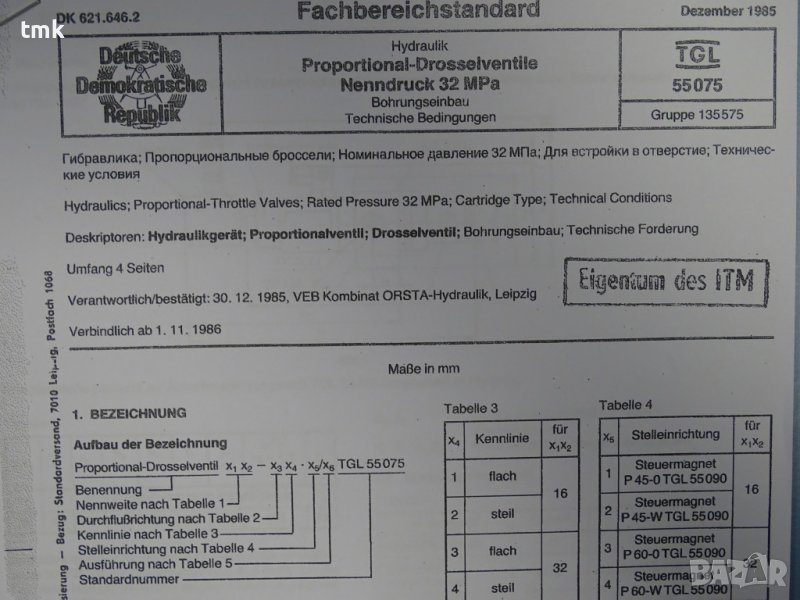 tmk
DK 621.646.2
Fachbereichstandard
Dezember 1985
Deutsche
Demokratische
Republik
Hydraulik
Proportional-Drosselventile
Nenndruck 32 MPa
Bohrungseinbau
Technische Bedingungen
TGL
55075
Gruppe 135575
Гибравлика; Пропорциональные броссели; Номинальное давление 32 МПа; Для встройки в отверстие; Техничес-
кие условия
Hydraulics; Proportional-Throttle Valves; Rated Pressure 32 MPa; Cartridge Type; Technical Conditions
Deskriptoren: Hydraulikgerät; Proportionalventil; Drosselventil; Bohrungseinbau; Technische Forderung
Umfang 4 Seiten
Eigentum des ITM
Verantwortlich/bestätigt: 30. 12. 1985, VEB Kombinat ORSTA-Hydraulik, Leipzig
Verbindlich ab 1. 11. 1986
Maße in mm
1. BEZEICHNUNG
Aufbau der Bezeichnung
Proportional-Drosselventil x₁ x₂ – x₃ x₄ · x₅/x₆ TGL 55075
Benennung
Nennweite nach Tabelle 1
Durchflußrichtung nach Tabelle 2
Kennlinie nach Tabelle 3
Stelleinrichtung nach Tabelle 4
Ausführung nach Tabelle 5
Standardnummer
Tabelle 3
x₄ Kennlinie für x₁x₂
1 flach 16
2 steil
3 flach 32
4 steil
Tabelle 4
x₅ Stelleinrichtung für x₁x₂
1 Steuermagnet
P 45-0 TGL 55090
16
2 Steuermagnet
P 45-W TGL 55090
3 Steuermagnet
P 60-0 TGL 55090
32
4 Steuermagnet
P 60-W TGL 55090
Bezug: Standardversand, 7010 Leipzig, Postfach 1068
BAZAR